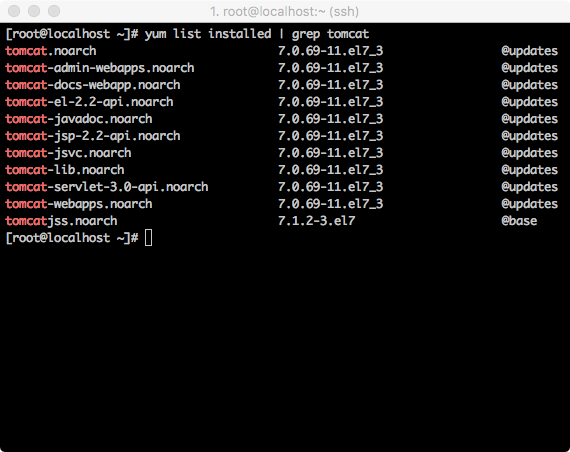 1. root@localhost:~ (ssh)
[root@localhost ~]# yum list installed | grep tomcat
tomcat.noarch 7.0.69-11.el7_3 @updates
tomcat-admin-webapps.noarch 7.0.69-11.el7_3 @updates
tomcat-docs-webapp.noarch 7.0.69-11.el7_3 @updates
tomcat-el-2.2-api.noarch 7.0.69-11.el7_3 @updates
tomcat-javadoc.noarch 7.0.69-11.el7_3 @updates
tomcat-jsp-2.2-api.noarch 7.0.69-11.el7_3 @updates
tomcat-jsvc.noarch 7.0.69-11.el7_3 @updates
tomcat-lib.noarch 7.0.69-11.el7_3 @updates
tomcat-servlet-3.0-api.noarch 7.0.69-11.el7_3 @updates
tomcat-webapps.noarch 7.0.69-11.el7_3 @updates
tomcatjss.noarch 7.1.2-3.el7 @base
[root@localhost ~]#